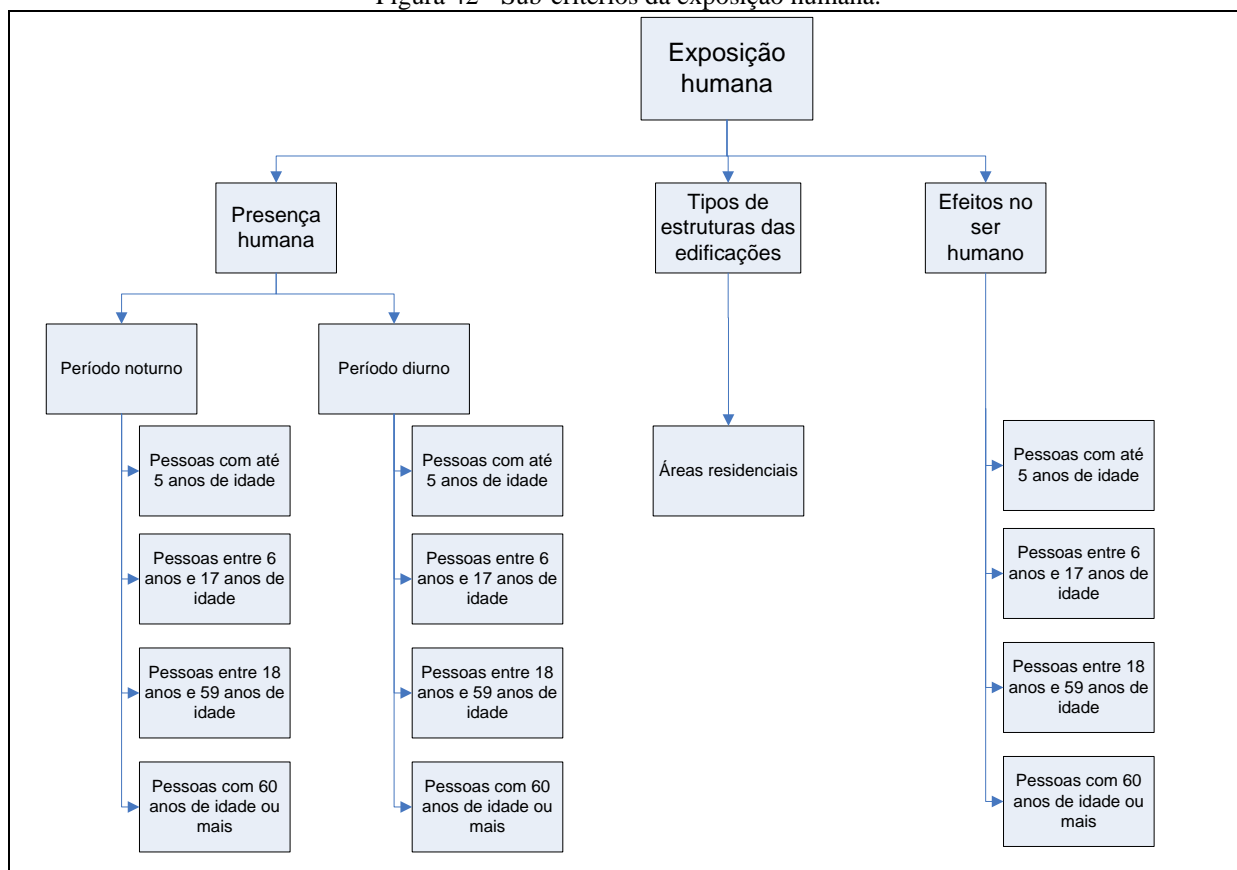 Figura 42 - Sub-critérios da exposição humana.
Exposição
humana
Presença
humana
Tipos de
estruturas das
edificações
Efeitos no
ser
humano
Período noturno
Período diurno
Pessoas com até
5 anos de idade
Pessoas entre 6
anos e 17 anos de
idade
Pessoas entre 18
anos e 59 anos de
idade
Pessoas com 60
anos de idade ou
mais
Pessoas com até
5 anos de idade
Pessoas entre 6
anos e 17 anos de
idade
Pessoas entre 18
anos e 59 anos de
idade
Pessoas com 60
anos de idade ou
mais
Áreas residenciais
Pessoas com até
5 anos de idade
Pessoas entre 6
anos e 17 anos de
idade
Pessoas entre 18
anos e 59 anos de
idade
Pessoas com 60
anos de idade ou
mais